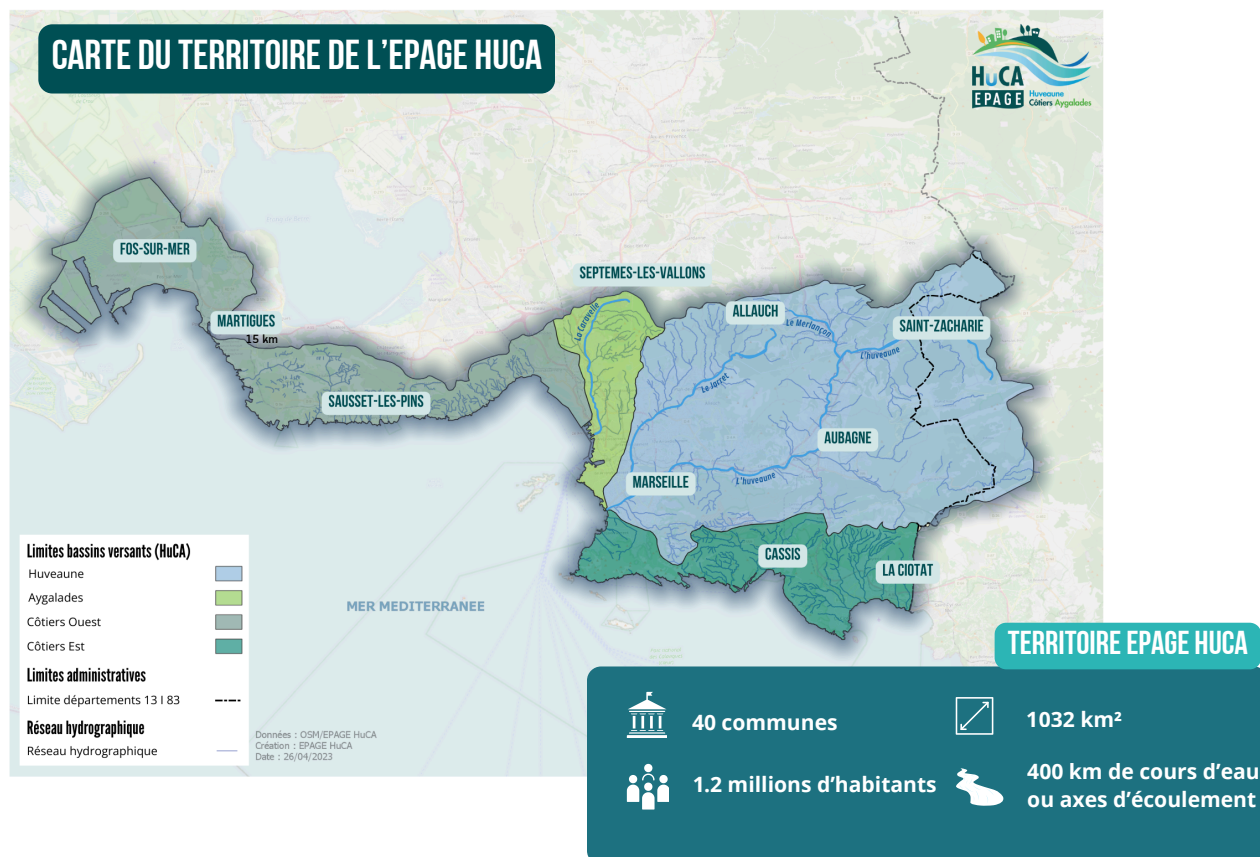 CARTE DU TERRITOIRE DE L'EPAGE HUCA
HuCA
EPAGE
Huveaune
Côtiers Aygalades
FOS-SUR-MER
SEPTEMES-LES-VALLONS
MARTIGUES
15 km
La Caravelle
ALLAUCH
Le Merlançon
SAINT-ZACHARIE
L'huveaune
SAUSSET-LES-PINS
Le Jarret
AUBAGNE
MARSEILLE
L'huveaune
CASSIS
LA CIOTAT
MER MEDITERRANEE
Limites bassins versants (HuCA)
Huveaune
Aygalades
Côtiers Ouest
Côtiers Est
Limites administratives
Limite départements 13 I 83
Réseau hydrographique
Réseau hydrographique
Données : OSM/EPAGE HuCA
Création : EPAGE HuCA
Date : 26/04/2023
TERRITOIRE EPAGE HUCA
40 communes
1032 km²
1.2 millions d'habitants
400 km de cours d'eau
ou axes d'écoulement